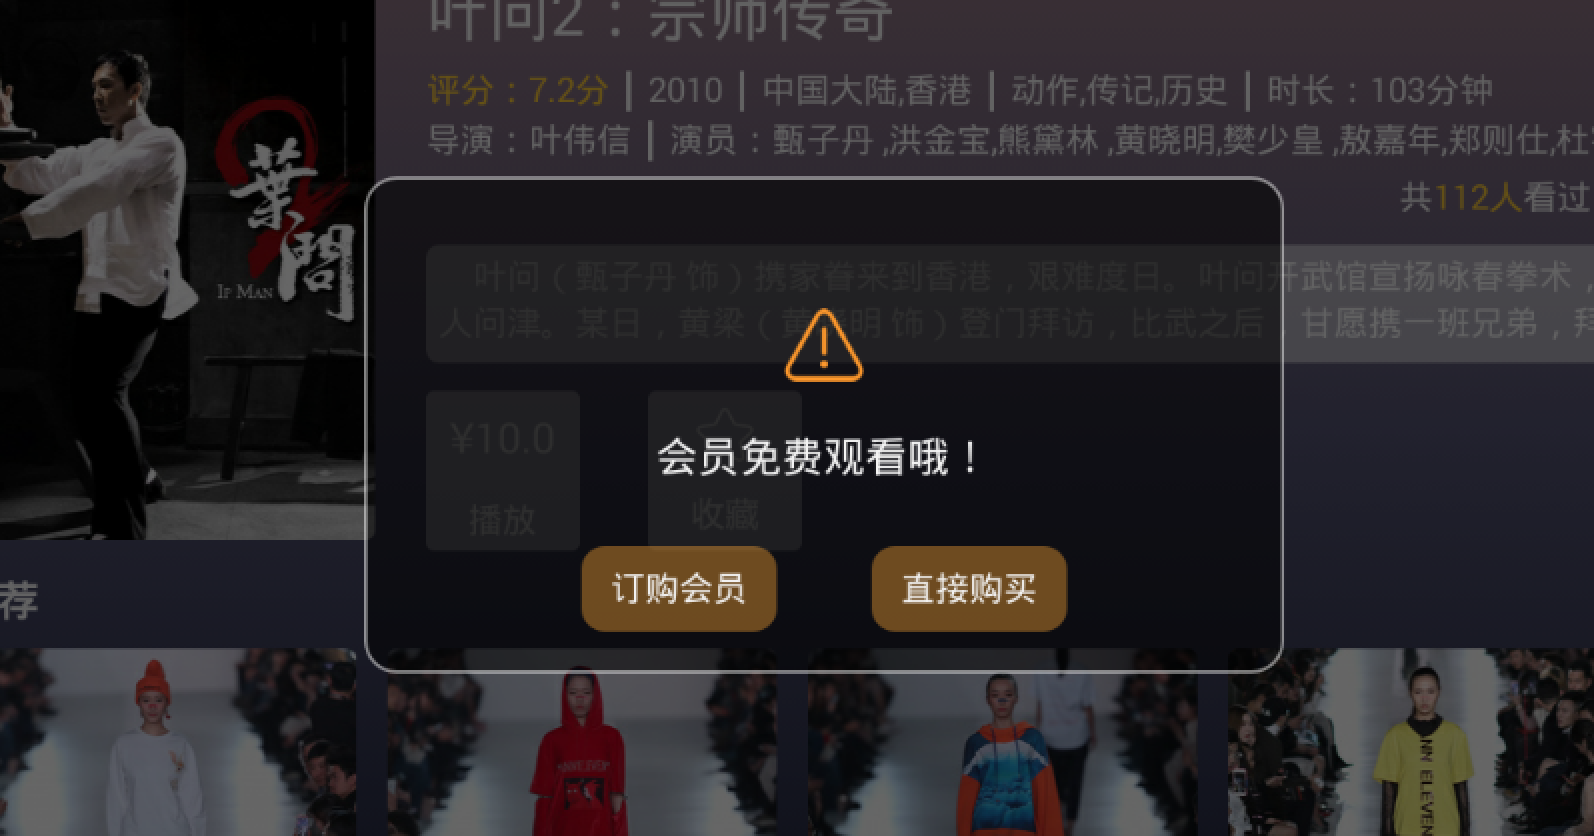 叶问2：宗师传奇
评分：7.2分 | 2010 | 中国大陆,香港 | 动作,传记,历史 | 时长：103分钟
导演：叶伟信 | 演员：甄子丹 ,洪金宝,熊黛林 ,黄晓明,樊少皇 ,敖嘉年,郑则仕,杜
共112人看过
葉問
2
IP MAN
叶问（甄子丹 饰）携家眷来到香港，艰难度日。叶问开武馆宣扬咏春拳术，
人问津。某日，黄梁（黄 明 饰）登门拜访，比武之后，甘愿携一班兄弟，拜
¥10.0
播放
收藏
会员免费观看哦！
订购会员
直接购买
荐
NN ELEVEN